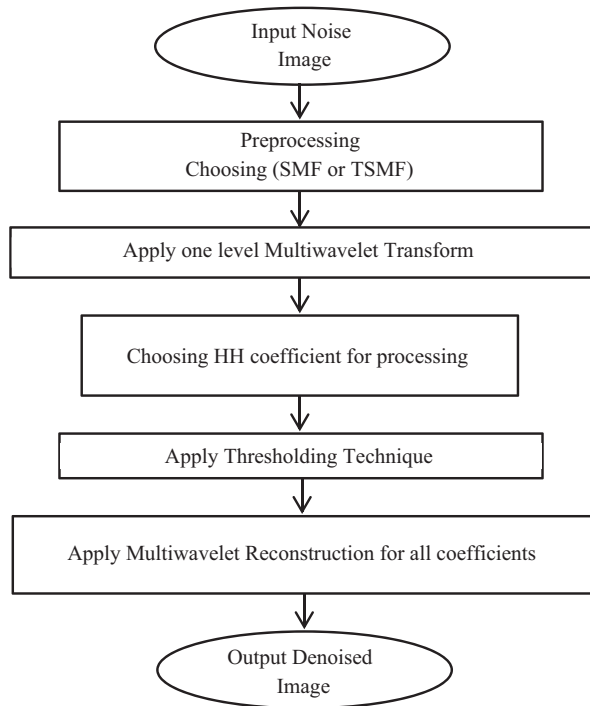 Input Noise
Image
Preprocessing
Choosing (SMF or TSMF)
Apply one level Multiwavelet Transform
Choosing HH coefficient for processing
Apply Thresholding Technique
Apply Multiwavelet Reconstruction for all coefficients
Output Denoised
Image